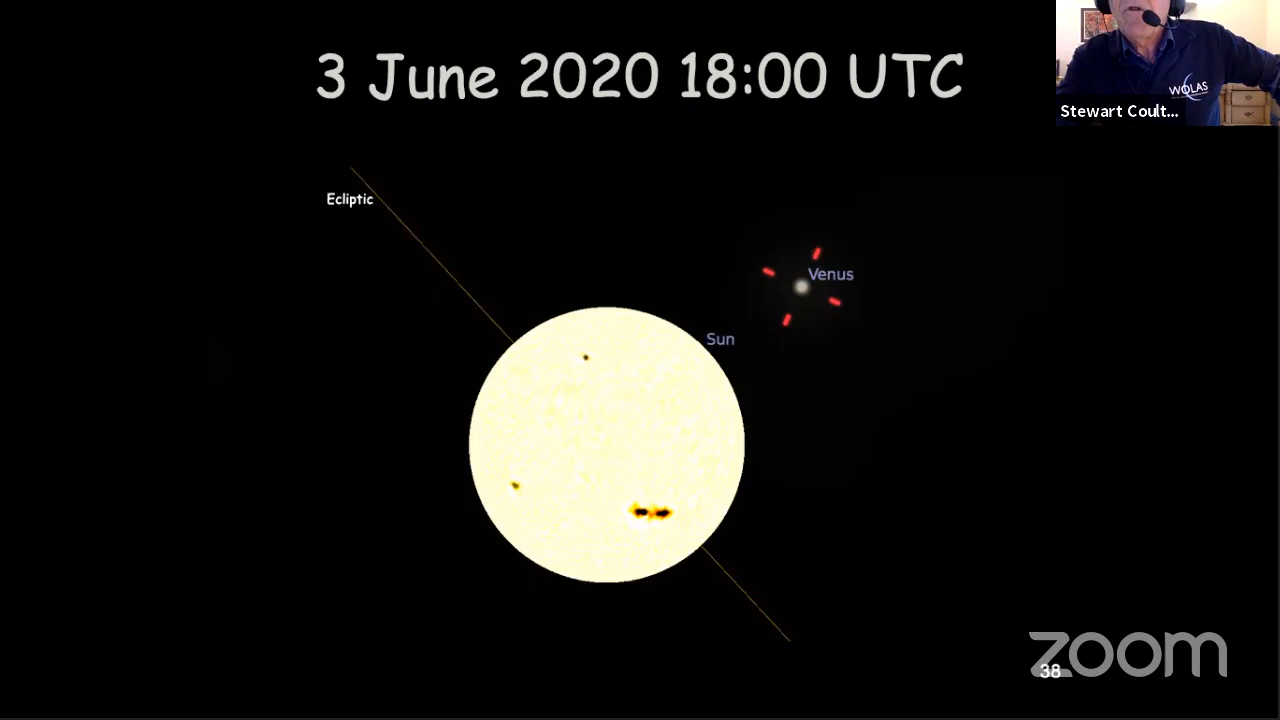 3 June 2020 18:00 UTC
WOLAS
Stewart Coult...
Ecliptic
Venus
Sun
zoom
38